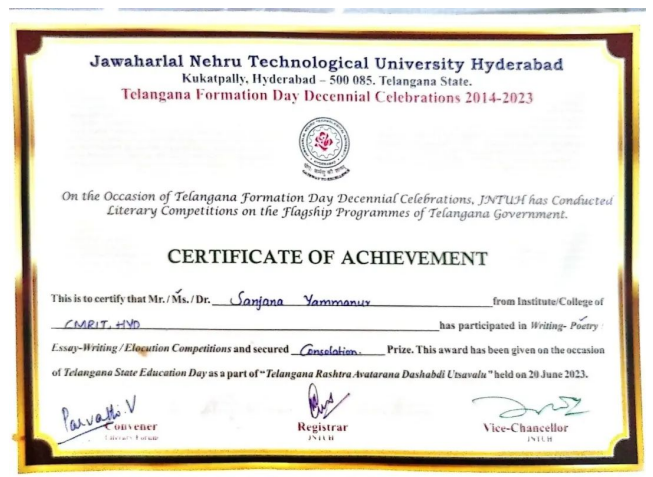 Jawaharlal Nehru Technological University Hyderabad
Kukatpally, Hyderabad – 500 085. Telangana State.
Telangana Formation Day Decennial Celebrations 2014-2023
On the Occasion of Telangana Formation Day Decennial Celebrations, JNTUH has Conducted
Literary Competitions on the Flagship Programmes of Telangana Government.
CERTIFICATE OF ACHIEVEMENT
This is to certify that Mr. / Ms. / Dr. Sanjana Yammanur from Institute/College of
CMRIT, HYD has participated in Writing- Poetry
Essay-Writing / Elocution Competitions and secured Consolation. Prize. This award has been given on the occasion
of Telangana State Education Day as a part of "Telangana Rashtra Avatarana Dashabdi Utsavalu" held on 20 June 2023.
Parvathi.V
Convener Registrar Vice-Chancellor
Literary Forum JNTUH JNTUH